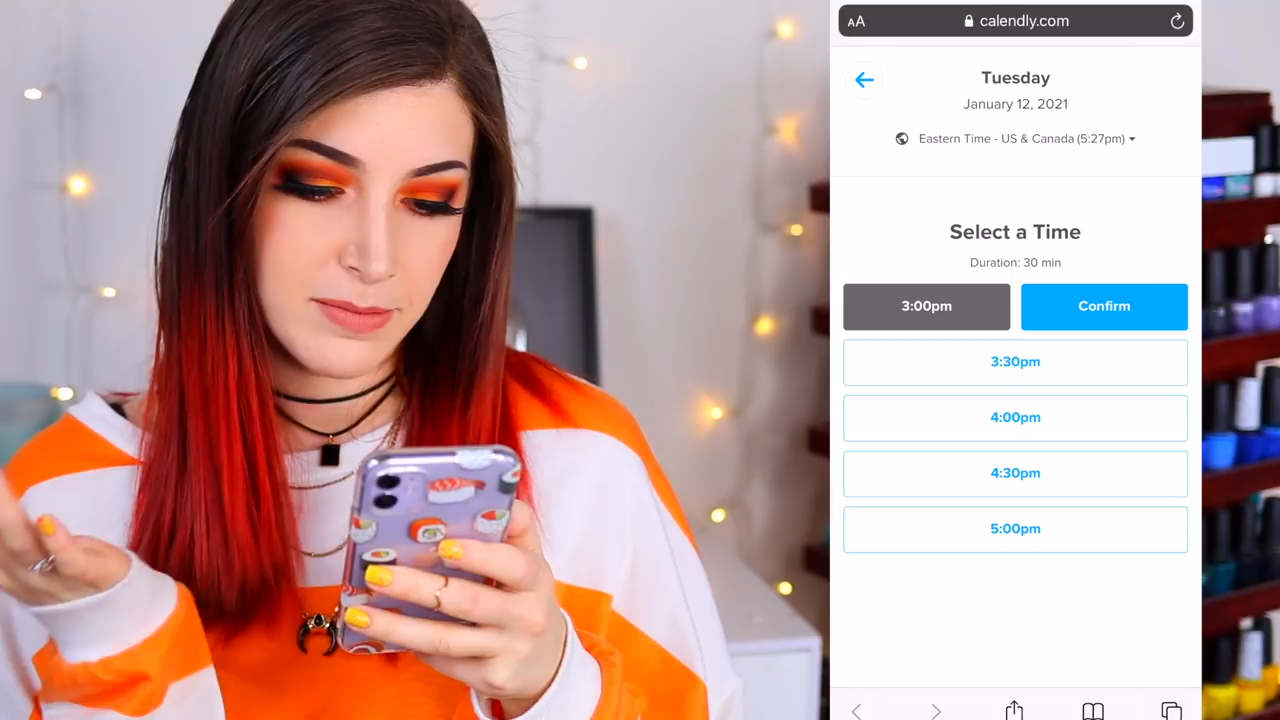 AA calendly.com
Tuesday
January 12, 2021
Eastern Time - US & Canada (5:27pm)
Select a Time
Duration: 30 min
3:00pm Confirm
3:30pm
4:00pm
4:30pm
5:00pm